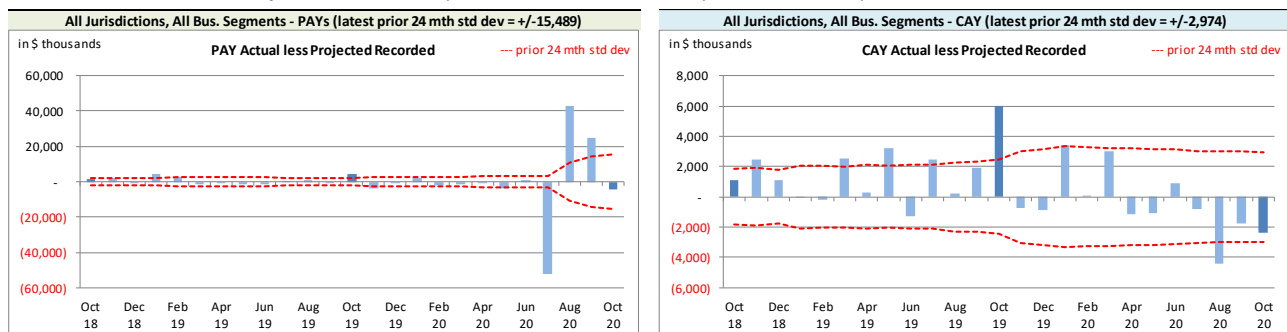 All Jurisdictions, All Bus. Segments - PAYs (latest prior 24 mth std dev = +/-15,489)
in $ thousands
PAY Actual less Projected Recorded
--- prior 24 mth std dev
60,000
40,000
20,000
-
(20,000)
(40,000)
(60,000)
Oct 18 Dec 18 Feb 19 Apr 19 Jun 19 Aug 19 Oct 19 Dec 19 Feb 20 Apr 20 Jun 20 Aug 20 Oct 20
All Jurisdictions, All Bus. Segments - CAY (latest prior 24 mth std dev = +/-2,974)
in $ thousands
CAY Actual less Projected Recorded
--- prior 24 mth std dev
8,000
6,000
4,000
2,000
-
(2,000)
(4,000)
(6,000)
Oct 18 Dec 18 Feb 19 Apr 19 Jun 19 Aug 19 Oct 19 Dec 19 Feb 20 Apr 20 Jun 20 Aug 20 Oct 20